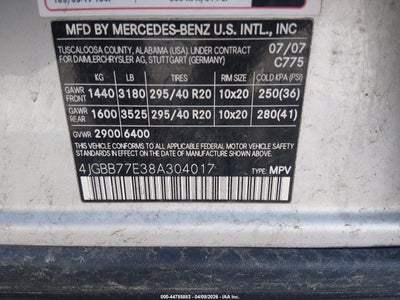 MFD BY MERCEDES-BENZ U.S. INTL., INC
TUSCALOOSA COUNTY, ALABAMA (USA) UNDER CONTRACT 07/07
FOR DAIMLERCHRYSLER AG, STUTTGART (GERMANY) C775
KG LB TIRES RIM SIZE COLD KPA (PSI)
GAWR FRONT 1440 3180 295/40 R20 10x20 250(36)
GAWR REAR 1600 3525 295/40 R20 10x20 280(41)
GVWR 2900 6400
THIS VEHICLE CONFORMS TO ALL APPLICABLE FEDERAL MOTOR
VEHICLE SAFETY STANDARDS IN EFFECT ON THE DATE OF
MANUFACTURE SHOWN ABOVE.
4JGBB77E38A304017 TYPE: MPV
000-44755883 - 04/09/2026 - IAA Inc.